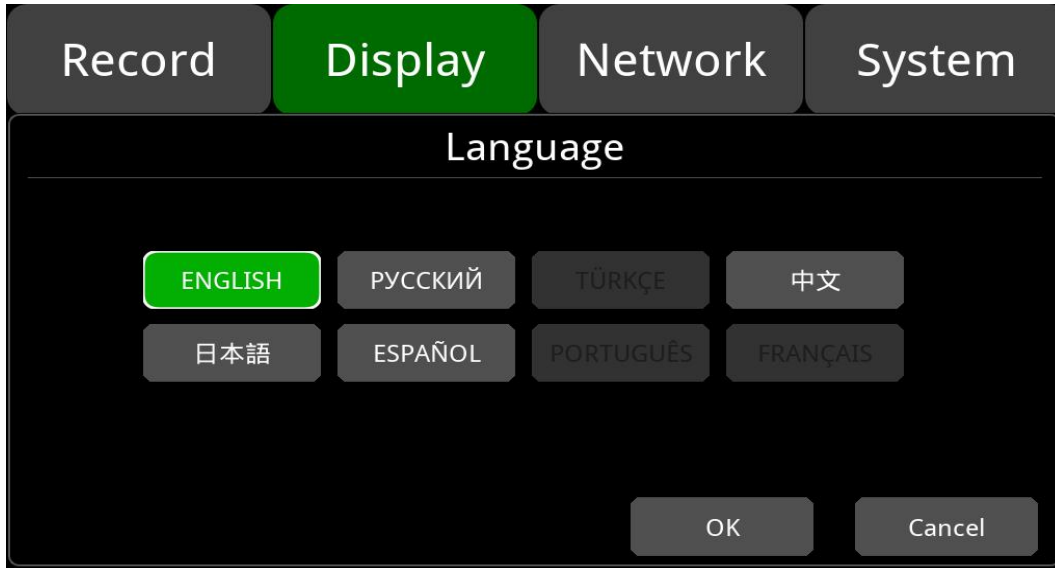 Record Display Network System
Language
ENGLISH РУССКИЙ TÜRKÇE 中文
日本語 ESPAÑOL PORTUGUÊS FRANÇAIS
OK Cancel